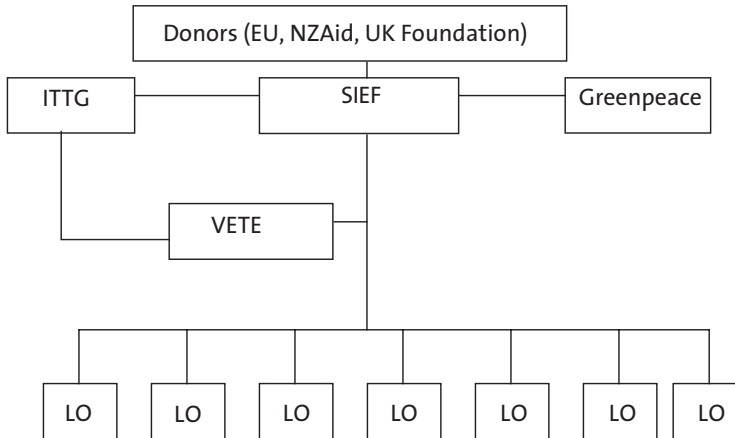 Donors (EU, NZAid, UK Foundation)
ITTG
SIEF
Greenpeace
VETE
LO
LO
LO
LO
LO
LO
LO